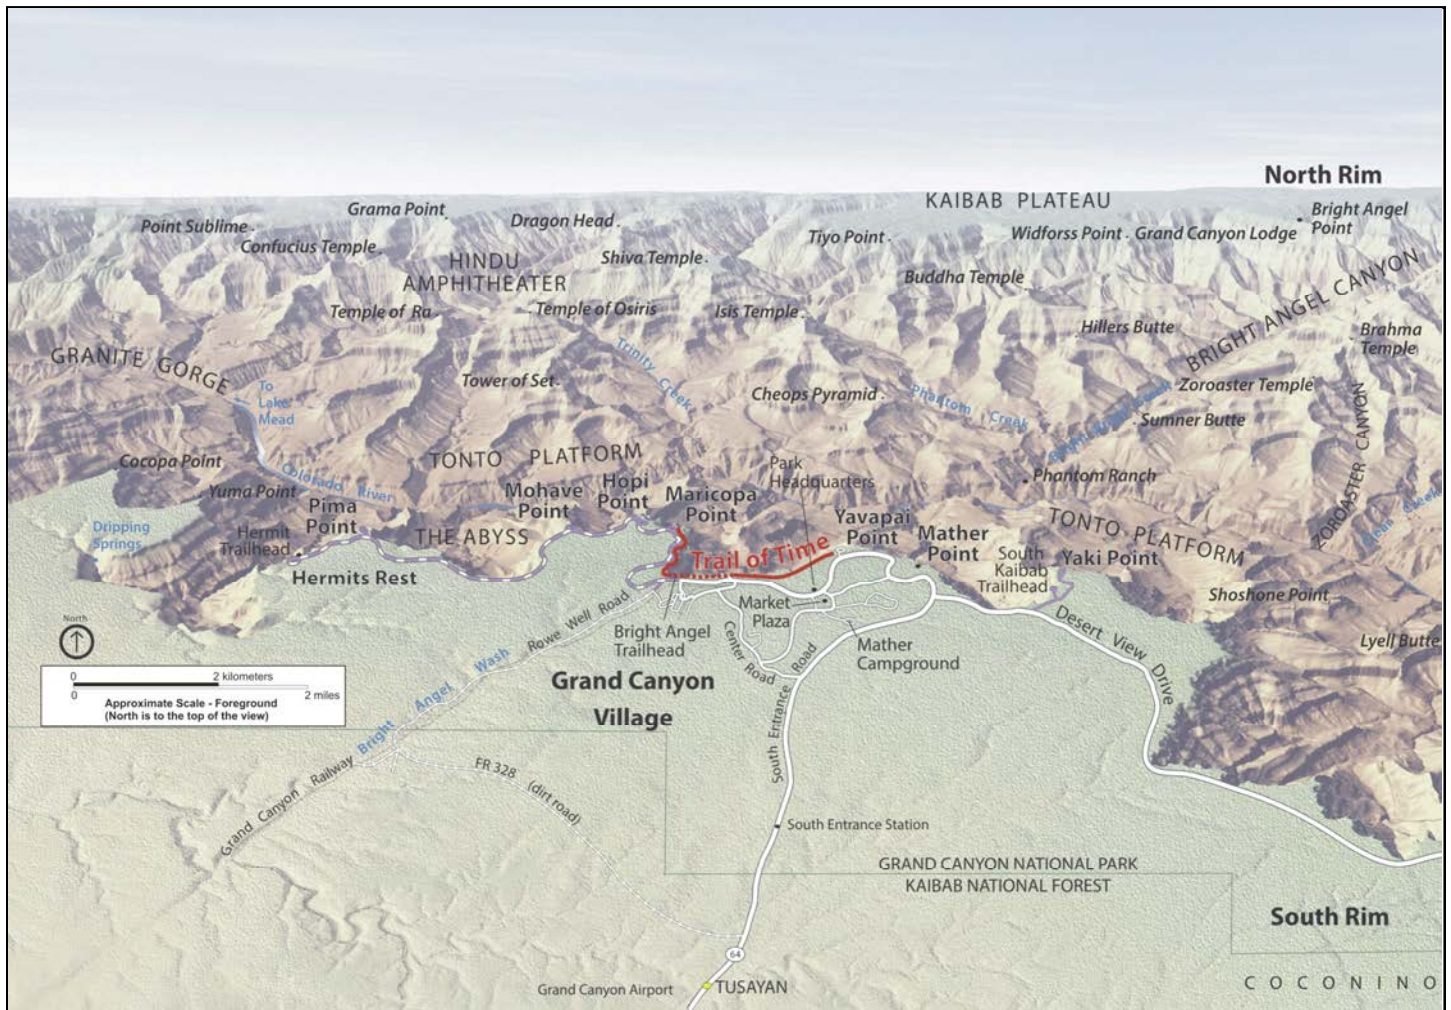 North Rim
KAIBAB PLATEAU
Grama Point
Bright Angel
Point
Point Sublime
Dragon Head
Confucius Temple
Tiyo Point
Widforss Point
Grand Canyon Lodge
HINDU
AMPHITHEATER
Shiva Temple
Buddha Temple
BRIGHT ANGEL CANYON
Temple of Ra
Temple of Osiris
Isis Temple
Hillers Butte
Brahma
Temple
GRANITE GORGE
Trinity Creek
To
Lake
Mead
Tower of Set
Cheops Pyramid
Phantom Creek
Zoroaster Temple
Sumner Butte
ZOROASTER CANYON
Cocopa Point
TONTO PLATFORM
Park
Headquarters
Phantom Ranch
Colorado River
Yuma Point
Pima
Point
Mohave
Point
Hopi
Point
Maricopa
Point
Yavapai
Point
Mather
Point
TONTO PLATFORM
Dripping
Springs
Hermit
Trailhead
THE ABYSS
Trail of Time
South
Kaibab
Trailhead
Yaki Point
Hermits Rest
Shoshone Point
Market
Plaza
Desert View Drive
North
Rowe Well Road
Bright Angel
Trailhead
Center Road
Mather
Campground
Lyell Butte
0 2 kilometers
0 2 miles
Approximate Scale - Foreground
(North is to the top of the view)
Grand Canyon
Village
Bright Angel Wash
South Entrance Road
Grand Canyon Railway
FR 328 (dirt road)
South Entrance Station
GRAND CANYON NATIONAL PARK
KAIBAB NATIONAL FOREST
South Rim
64
Grand Canyon Airport
TUSAYAN
COCONINO